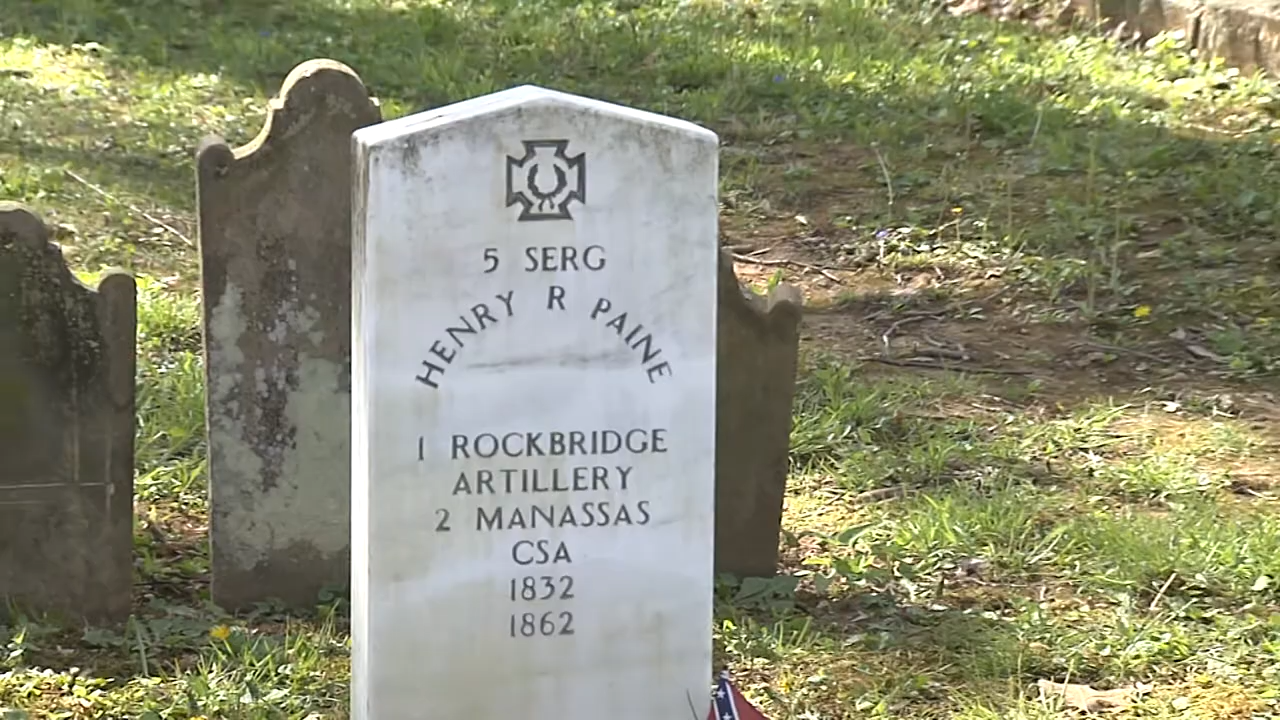 5 SERG
HENRY R PAINE
1 ROCKBRIDGE
ARTILLERY
2 MANASSAS
CSA
1832
1862